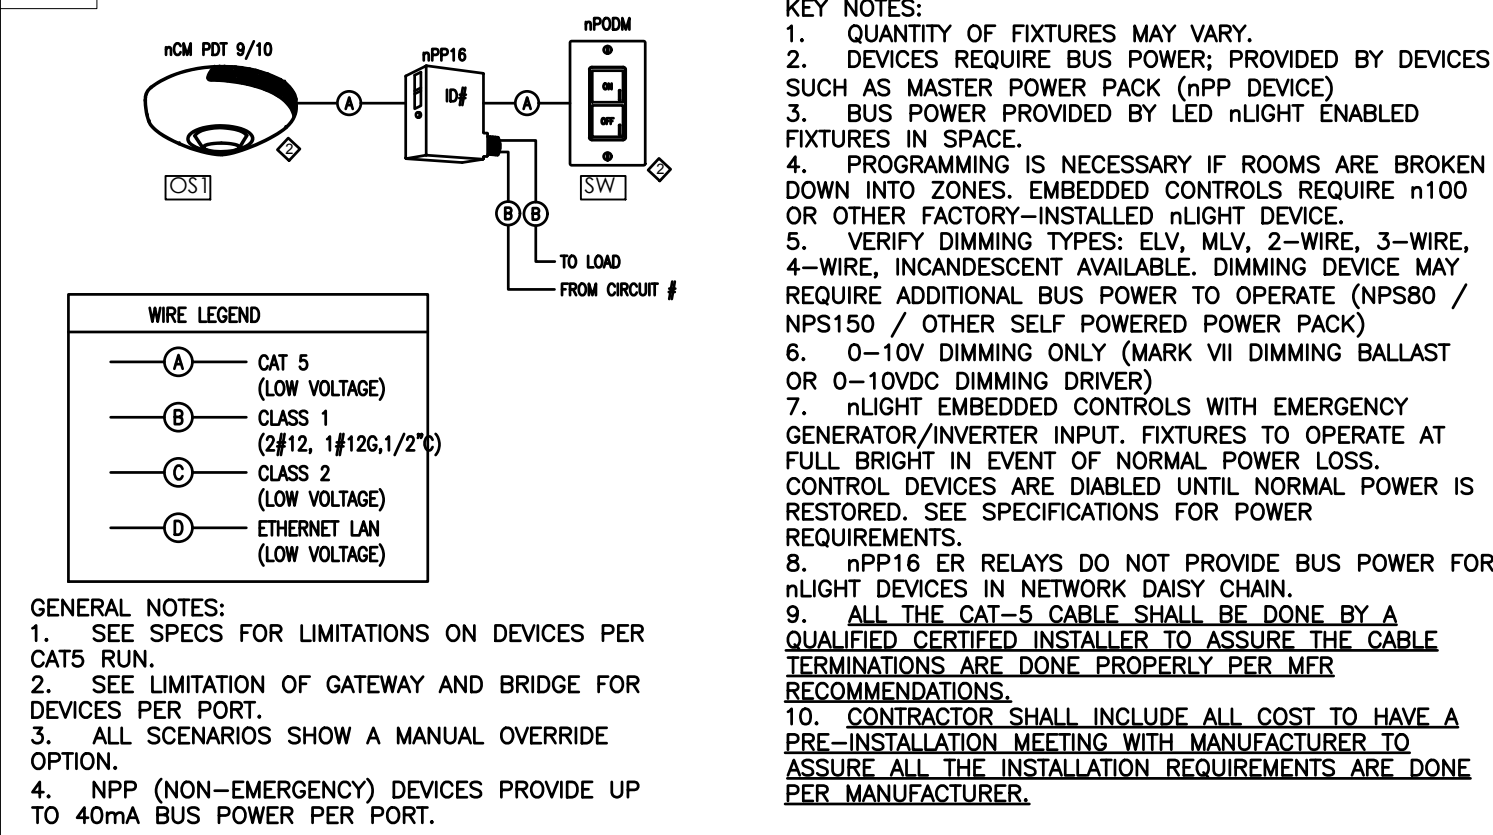 nCM PDT 9/10
nPP16
nPODM
ID#
ON
OFF
A
A
2
2
OS1
SW
B
B
TO LOAD
FROM CIRCUIT #
WIRE LEGEND
A CAT 5
(LOW VOLTAGE)
B CLASS 1
(2#12, 1#12G,1/2"C)
C CLASS 2
(LOW VOLTAGE)
D ETHERNET LAN
(LOW VOLTAGE)
GENERAL NOTES:
1. SEE SPECS FOR LIMITATIONS ON DEVICES PER
CAT5 RUN.
2. SEE LIMITATION OF GATEWAY AND BRIDGE FOR
DEVICES PER PORT.
3. ALL SCENARIOS SHOW A MANUAL OVERRIDE
OPTION.
4. NPP (NON-EMERGENCY) DEVICES PROVIDE UP
TO 40mA BUS POWER PER PORT.
KEY NOTES:
1. QUANTITY OF FIXTURES MAY VARY.
2. DEVICES REQUIRE BUS POWER; PROVIDED BY DEVICES
SUCH AS MASTER POWER PACK (nPP DEVICE)
3. BUS POWER PROVIDED BY LED nLIGHT ENABLED
FIXTURES IN SPACE.
4. PROGRAMMING IS NECESSARY IF ROOMS ARE BROKEN
DOWN INTO ZONES. EMBEDDED CONTROLS REQUIRE n100
OR OTHER FACTORY-INSTALLED nLIGHT DEVICE.
5. VERIFY DIMMING TYPES: ELV, MLV, 2-WIRE, 3-WIRE,
4-WIRE, INCANDESCENT AVAILABLE. DIMMING DEVICE MAY
REQUIRE ADDITIONAL BUS POWER TO OPERATE (NPS80 /
NPS150 / OTHER SELF POWERED POWER PACK)
6. 0-10V DIMMING ONLY (MARK VII DIMMING BALLAST
OR 0-10VDC DIMMING DRIVER)
7. nLIGHT EMBEDDED CONTROLS WITH EMERGENCY
GENERATOR/INVERTER INPUT. FIXTURES TO OPERATE AT
FULL BRIGHT IN EVENT OF NORMAL POWER LOSS.
CONTROL DEVICES ARE DIABLED UNTIL NORMAL POWER IS
RESTORED. SEE SPECIFICATIONS FOR POWER
REQUIREMENTS.
8. nPP16 ER RELAYS DO NOT PROVIDE BUS POWER FOR
nLIGHT DEVICES IN NETWORK DAISY CHAIN.
9. ALL THE CAT-5 CABLE SHALL BE DONE BY A
QUALIFIED CERTIFED INSTALLER TO ASSURE THE CABLE
TERMINATIONS ARE DONE PROPERLY PER MFR
RECOMMENDATIONS.
10. CONTRACTOR SHALL INCLUDE ALL COST TO HAVE A
PRE-INSTALLATION MEETING WITH MANUFACTURER TO
ASSURE ALL THE INSTALLATION REQUIREMENTS ARE DONE
PER MANUFACTURER.